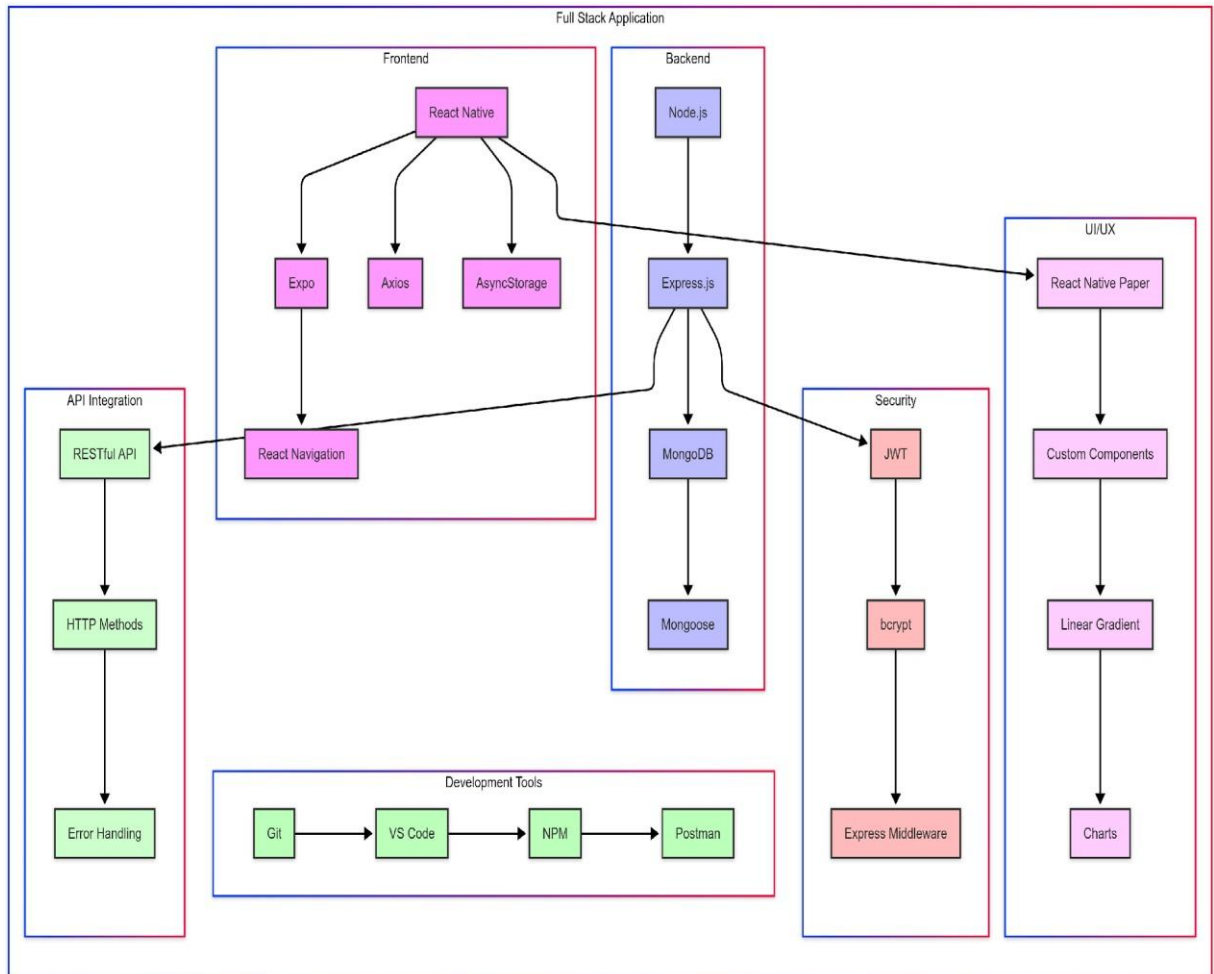 Full Stack Application
Frontend
React Native
Expo
Axios
AsyncStorage
React Navigation
Backend
Node.js
Express.js
MongoDB
Mongoose
UI/UX
React Native Paper
Custom Components
Linear Gradient
Charts
API Integration
RESTful API
HTTP Methods
Error Handling
Security
JWT
bcrypt
Express Middleware
Development Tools
Git
VS Code
NPM
Postman